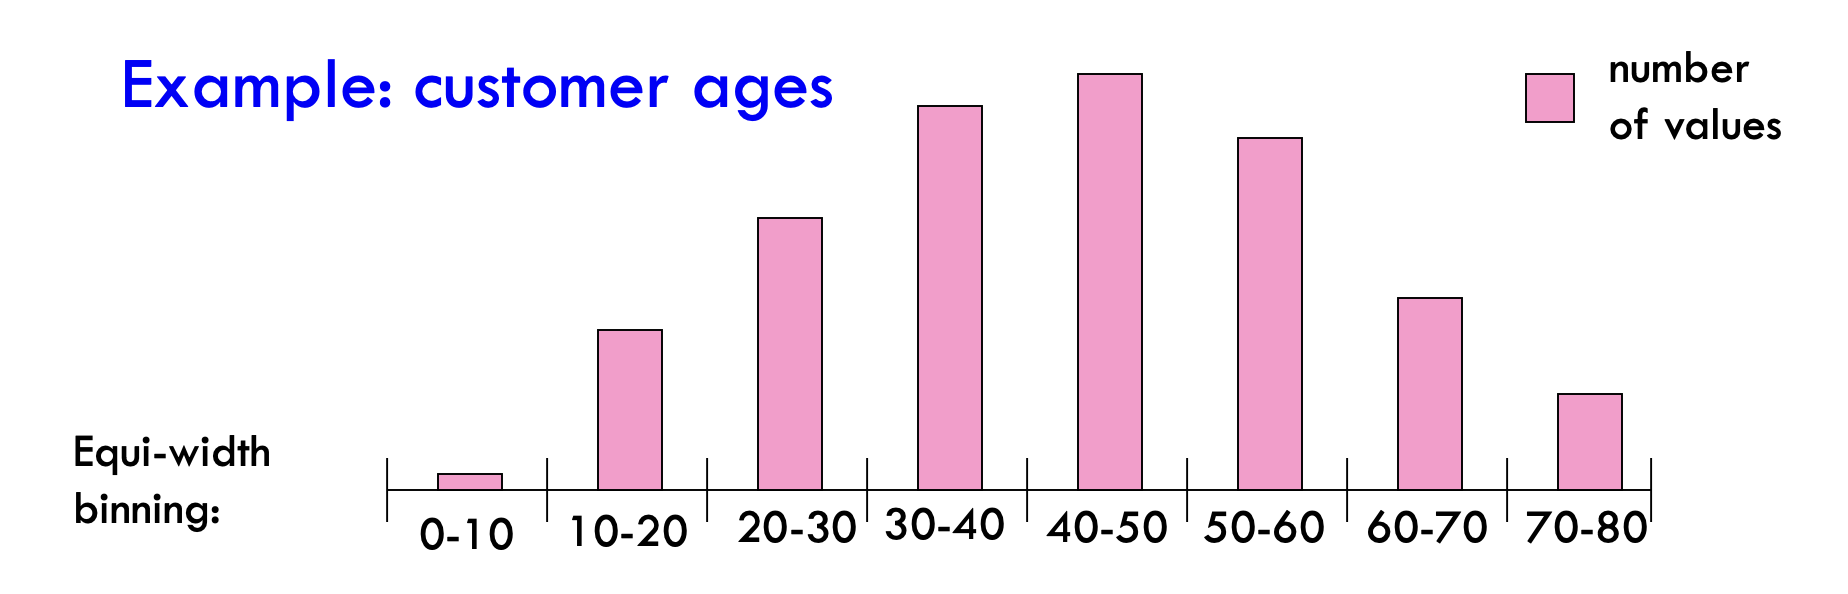 Example: customer ages
number
of values
Equi-width
binning:
0-10 10-20 20-30 30-40 40-50 50-60 60-70 70-80